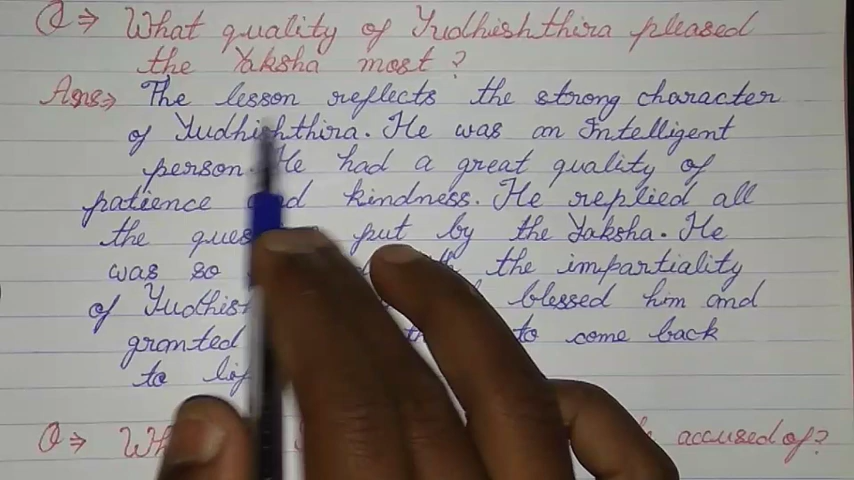 Q ⇒ What quality of Yudhishthira pleased
the Yaksha most?
Ans ⇒ The lesson reflects the strong character
of Yudhishthira. He was an Intelligent
person. He had a great quality of
patience kindness. He replied all
the put by the Yaksha. He
was so the impartiality
of blessed him and
granted to come back
to
Q ⇒ accused of?